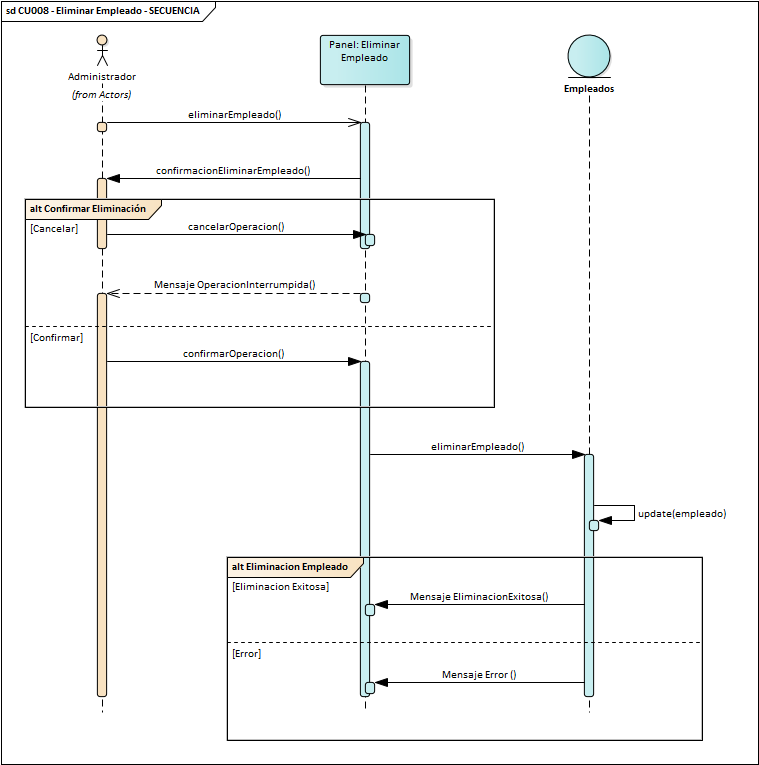 sd CU008 - Eliminar Empleado - SECUENCIA
Administrador
(from Actors)
Panel: Eliminar
Empleado
Empleados
eliminarEmpleado()
confirmacionEliminarEmpleado()
alt Confirmar Eliminación
[Cancelar]
cancelarOperacion()
Mensaje OperacionInterrumpida()
[Confirmar]
confirmarOperacion()
eliminarEmpleado()
update(empleado)
alt Eliminacion Empleado
[Eliminacion Exitosa]
Mensaje EliminacionExitosa()
[Error]
Mensaje Error ()